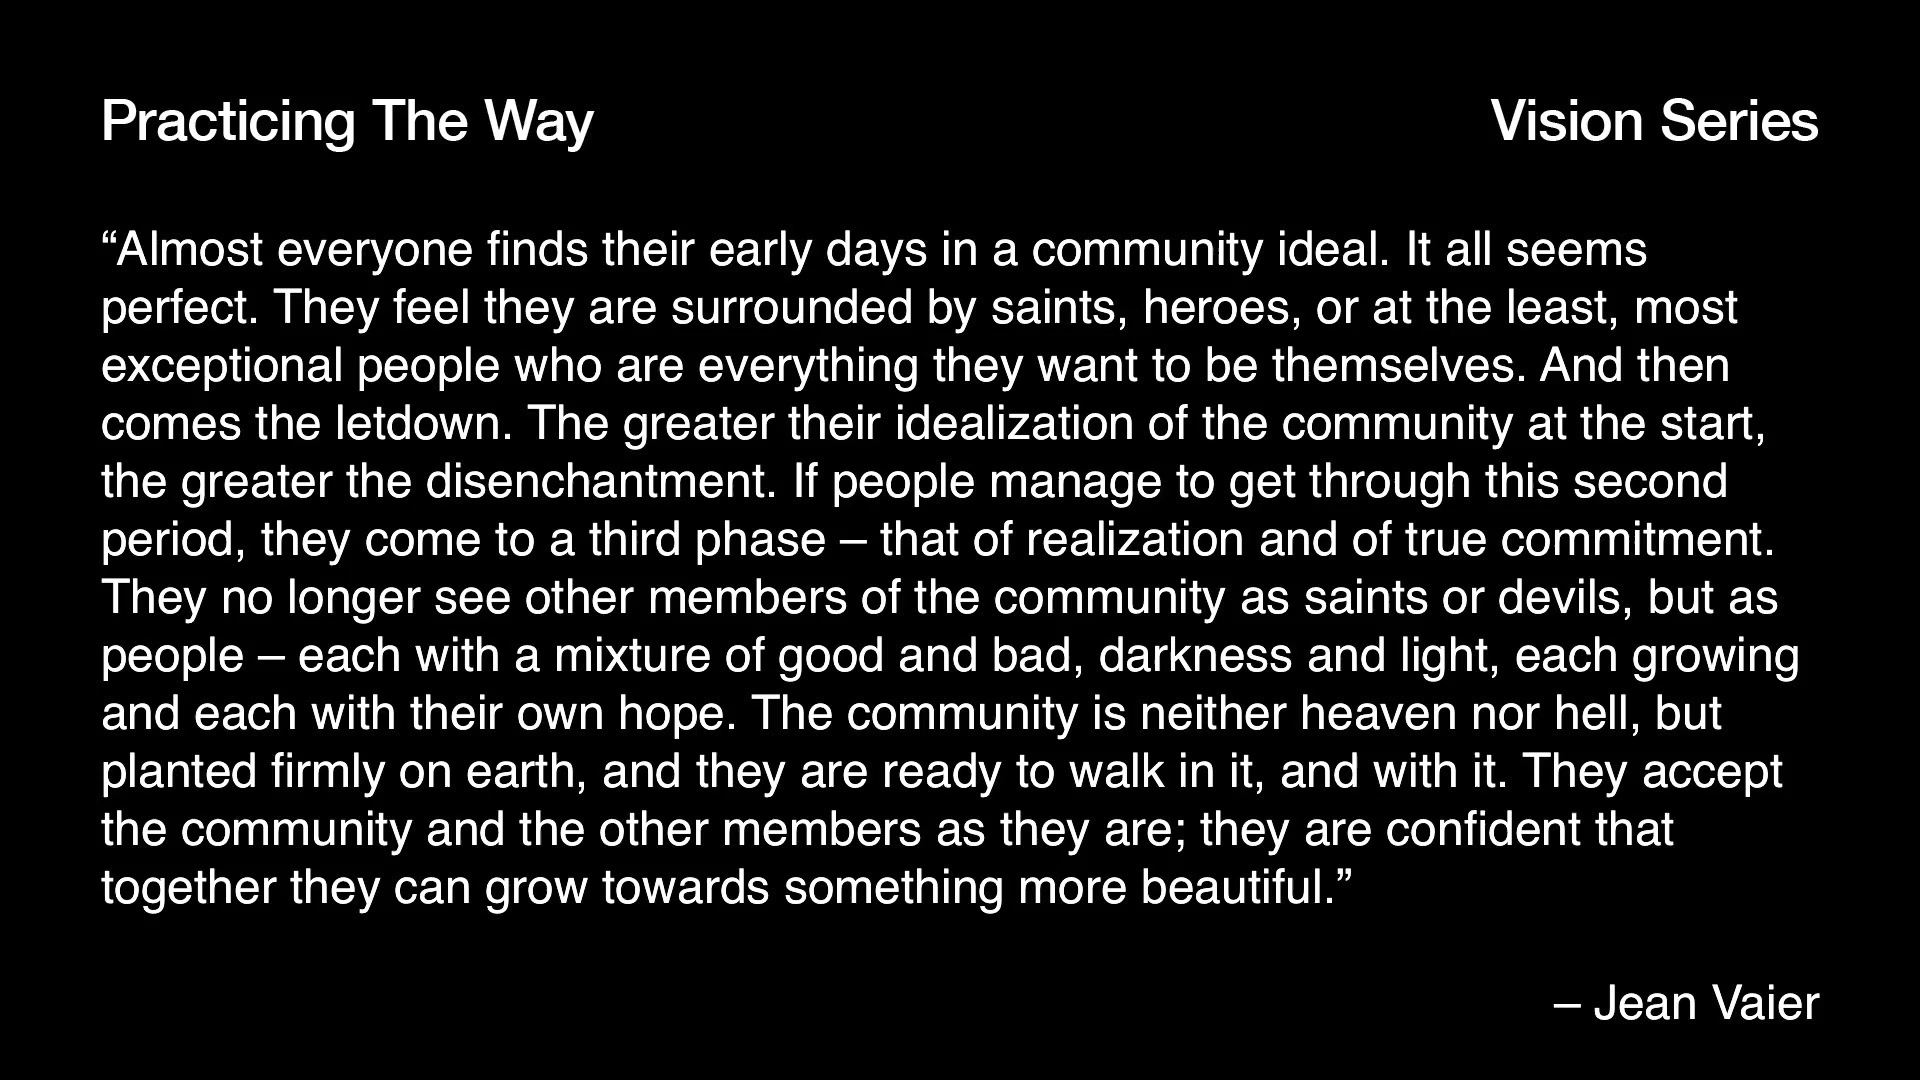 Practicing The Way
Vision Series
“Almost everyone finds their early days in a community ideal. It all seems
perfect. They feel they are surrounded by saints, heroes, or at the least, most
exceptional people who are everything they want to be themselves. And then
comes the letdown. The greater their idealization of the community at the start,
the greater the disenchantment. If people manage to get through this second
period, they come to a third phase – that of realization and of true commitment.
They no longer see other members of the community as saints or devils, but as
people – each with a mixture of good and bad, darkness and light, each growing
and each with their own hope. The community is neither heaven nor hell, but
planted firmly on earth, and they are ready to walk in it, and with it. They accept
the community and the other members as they are; they are confident that
together they can grow towards something more beautiful.”
– Jean Vaier